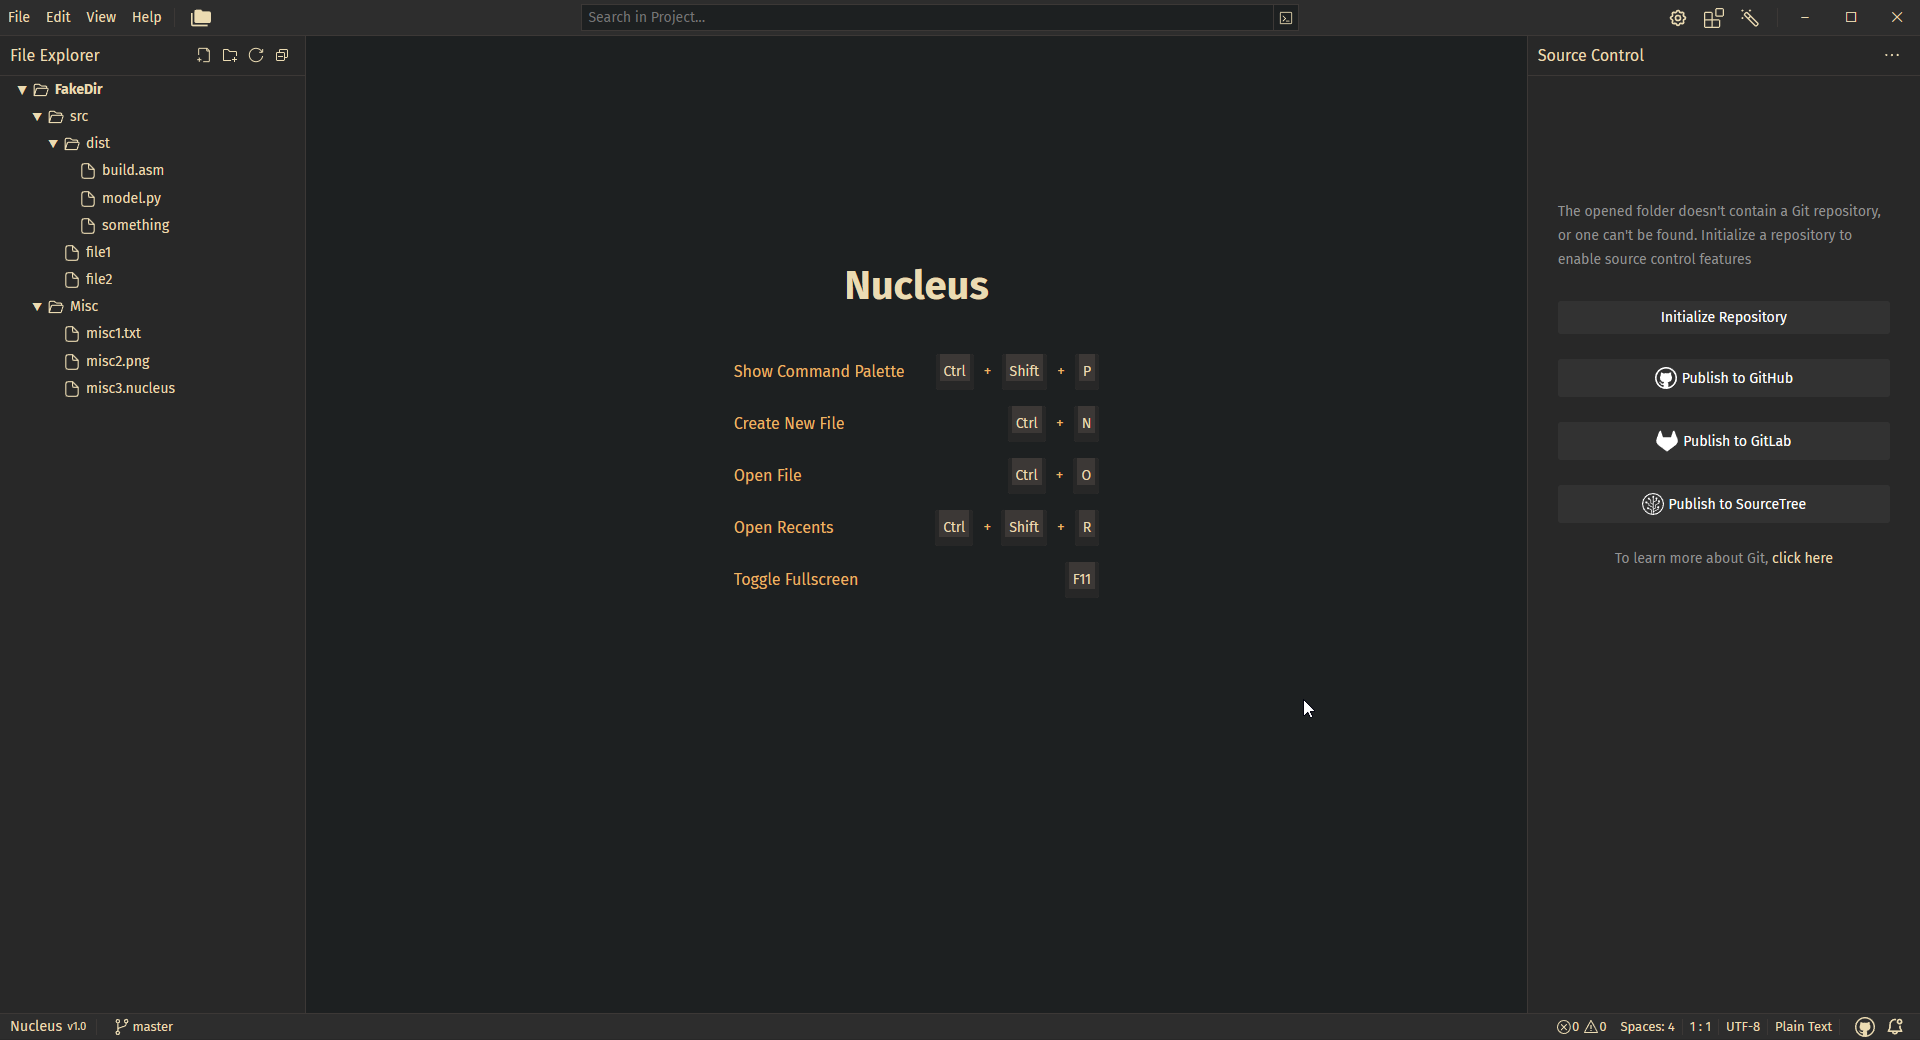 File Edit View Help
Search in Project...
File Explorer
FakeDir
src
dist
build.asm
model.py
something
file1
file2
Misc
misc1.txt
misc2.png
misc3.nucleus
Nucleus
Show Command Palette Ctrl + Shift + P
Create New File Ctrl + N
Open File Ctrl + O
Open Recents Ctrl + Shift + R
Toggle Fullscreen F11
Source Control
The opened folder doesn't contain a Git repository,
or one can't be found. Initialize a repository to
enable source control features
Initialize Repository
Publish to GitHub
Publish to GitLab
Publish to SourceTree
To learn more about Git, click here
Nucleus v1.0 master
0 0 Spaces: 4 1 : 1 UTF-8 Plain Text